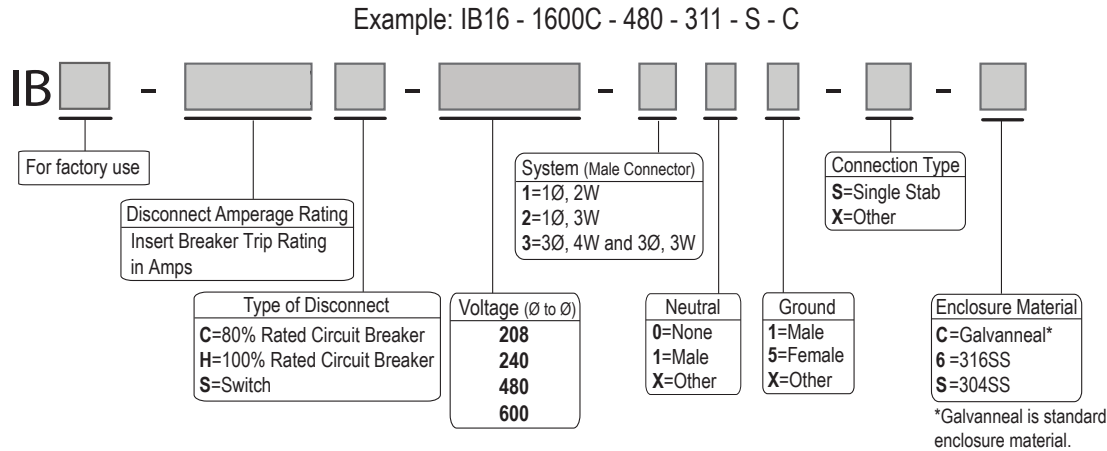 Example: IB16 - 1600C - 480 - 311 - S - C
IB - - - - -
For factory use
Disconnect Amperage Rating
Insert Breaker Trip Rating
in Amps
Type of Disconnect
C=80% Rated Circuit Breaker
H=100% Rated Circuit Breaker
S=Switch
Voltage (Ø to Ø)
208
240
480
600
System (Male Connector)
1=1Ø, 2W
2=1Ø, 3W
3=3Ø, 4W and 3Ø, 3W
Neutral
0=None
1=Male
X=Other
Ground
1=Male
5=Female
X=Other
Connection Type
S=Single Stab
X=Other
Enclosure Material
C=Galvanneal*
6 =316SS
S=304SS
*Galvanneal is standard
enclosure material.